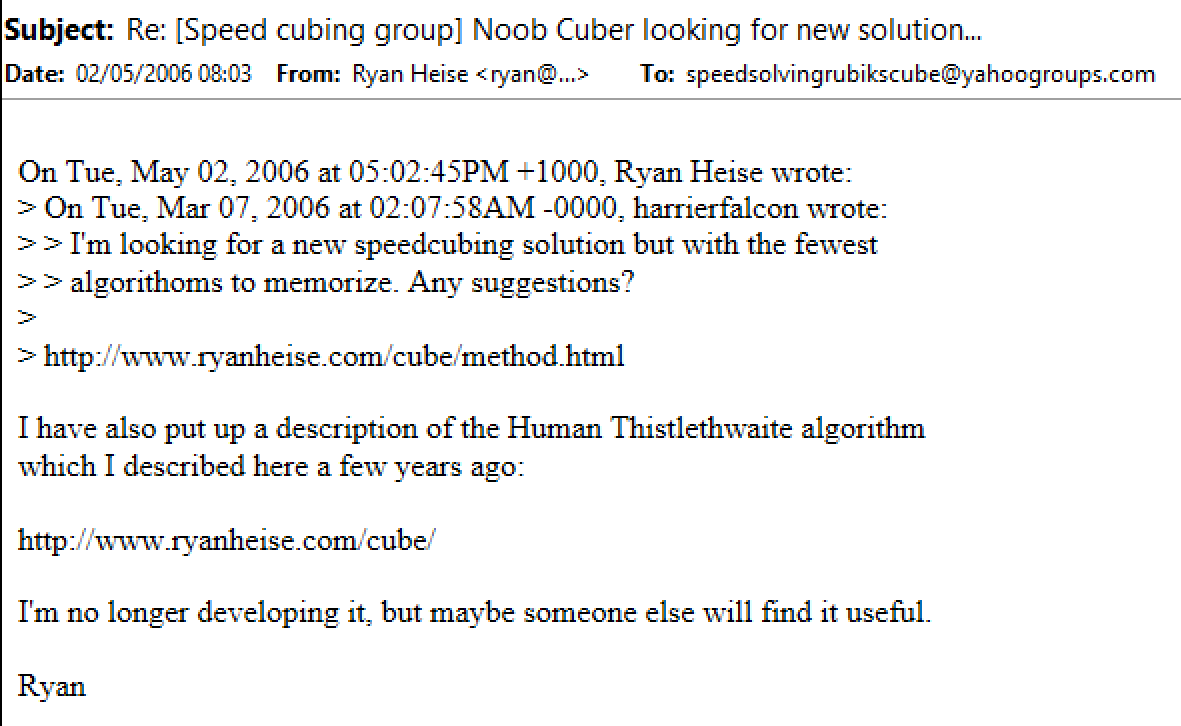 Subject: Re: [Speed cubing group] Noob Cuber looking for new solution...
Date: 02/05/2006 08:03 From: Ryan Heise <ryan@...> To: speedsolvingrubikscube@yahoogroups.com
On Tue, May 02, 2006 at 05:02:45PM +1000, Ryan Heise wrote:
> On Tue, Mar 07, 2006 at 02:07:58AM -0000, harrierfalcon wrote:
> > I'm looking for a new speedcubing solution but with the fewest
> > algorithoms to memorize. Any suggestions?
>
> http://www.ryanheise.com/cube/method.html
I have also put up a description of the Human Thistlethwaite algorithm
which I described here a few years ago:
http://www.ryanheise.com/cube/
I'm no longer developing it, but maybe someone else will find it useful.
Ryan